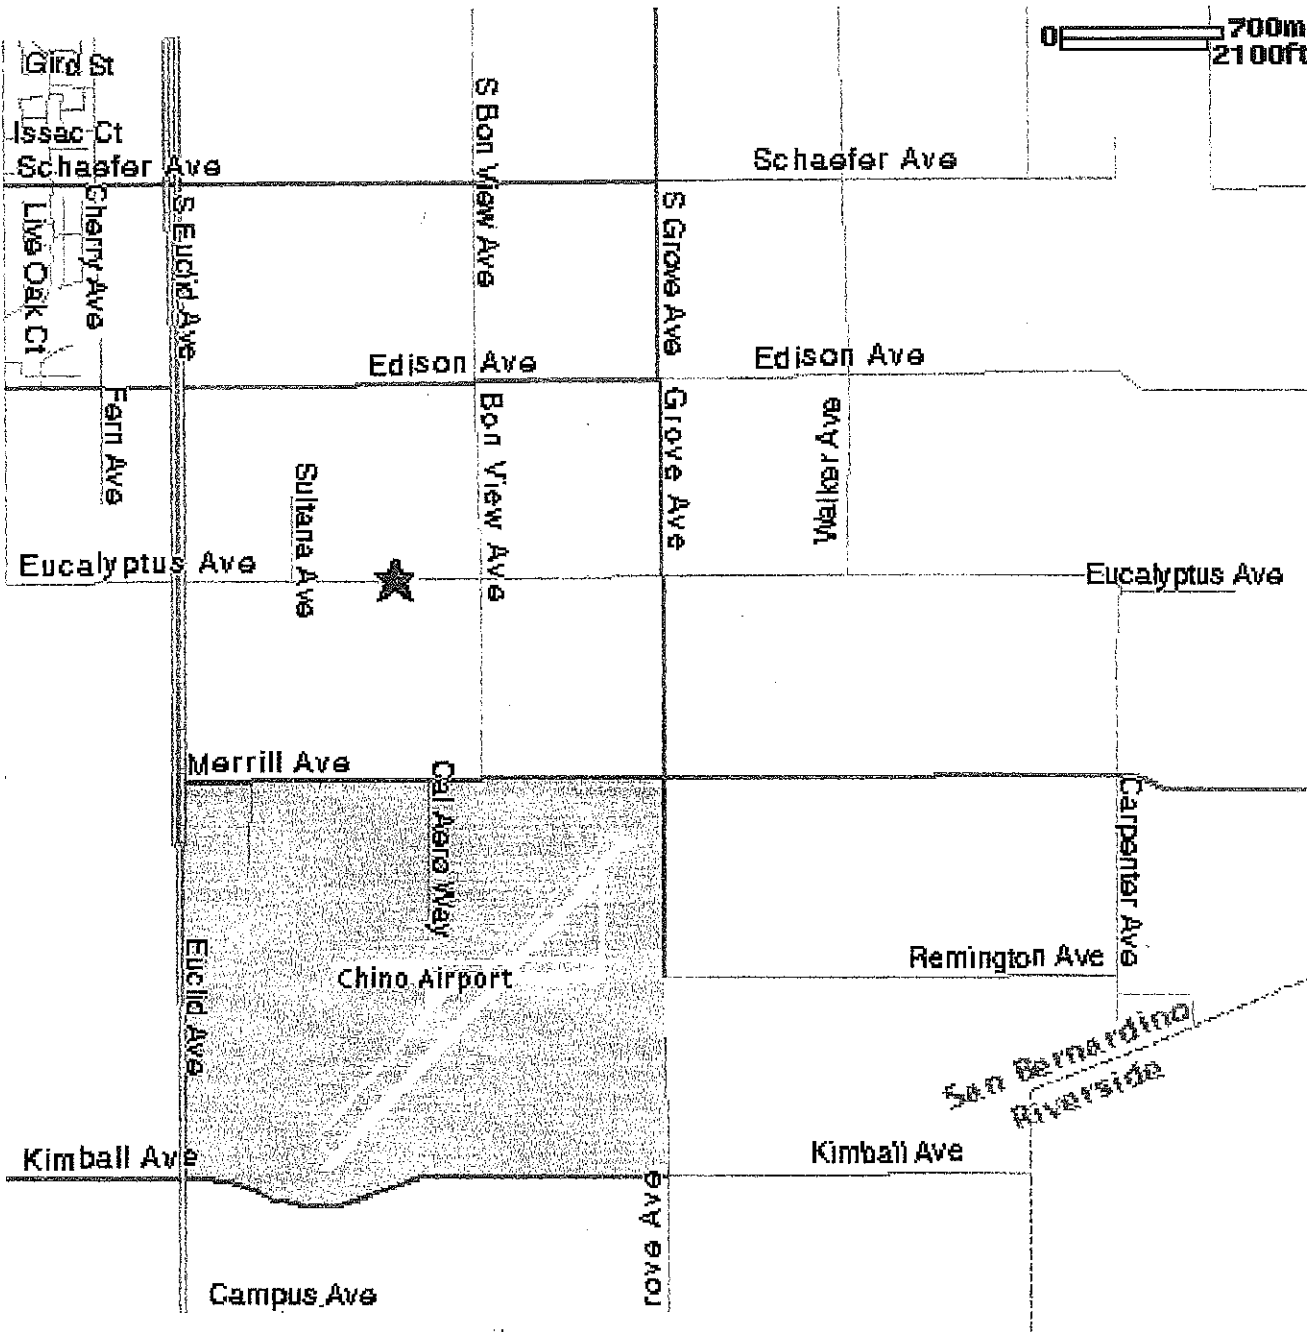 0 700m
2100ft
Gird St
Issac Ct
Schaefer Ave
Schaefer Ave
S Bon View Ave
Live Oak Ct
Cherry Ave
S Euclid Ave
S Grove Ave
Edison Ave
Edison Ave
Fern Ave
Sultana Ave
Bon View Ave
Grove Ave
Walker Ave
Eucalyptus Ave
Eucalyptus Ave
Merrill Ave
Cal Aero Way
Carpenter Ave
Euclid Ave
Chino Airport
Remington Ave
San Bernardino
Riverside
Kimball Ave
Kimball Ave
rove Ave
Campus Ave